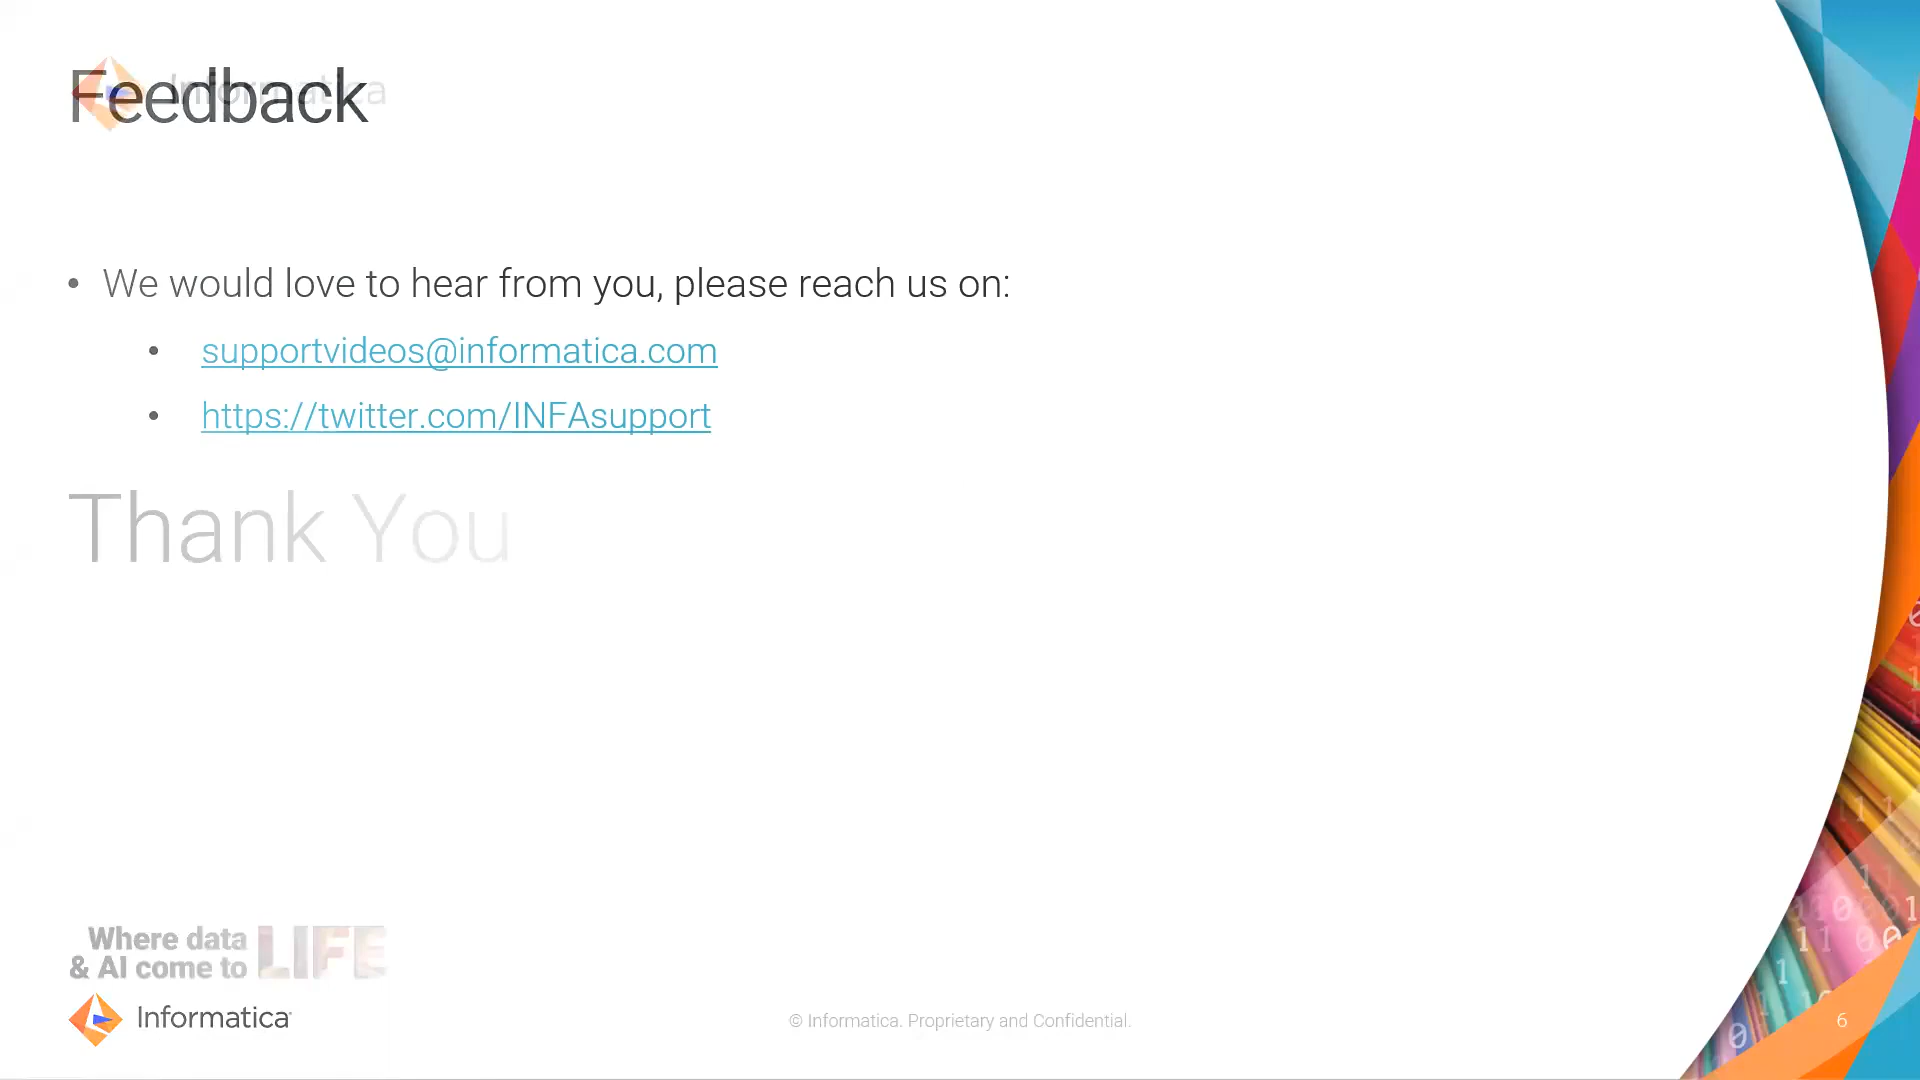 Feedback
Informatica
• We would love to hear from you, please reach us on:
• supportvideos@informatica.com
• https://twitter.com/INFAsupport
Thank You
Where data
& AI come to LIFE
Informatica
© Informatica. Proprietary and Confidential.
6